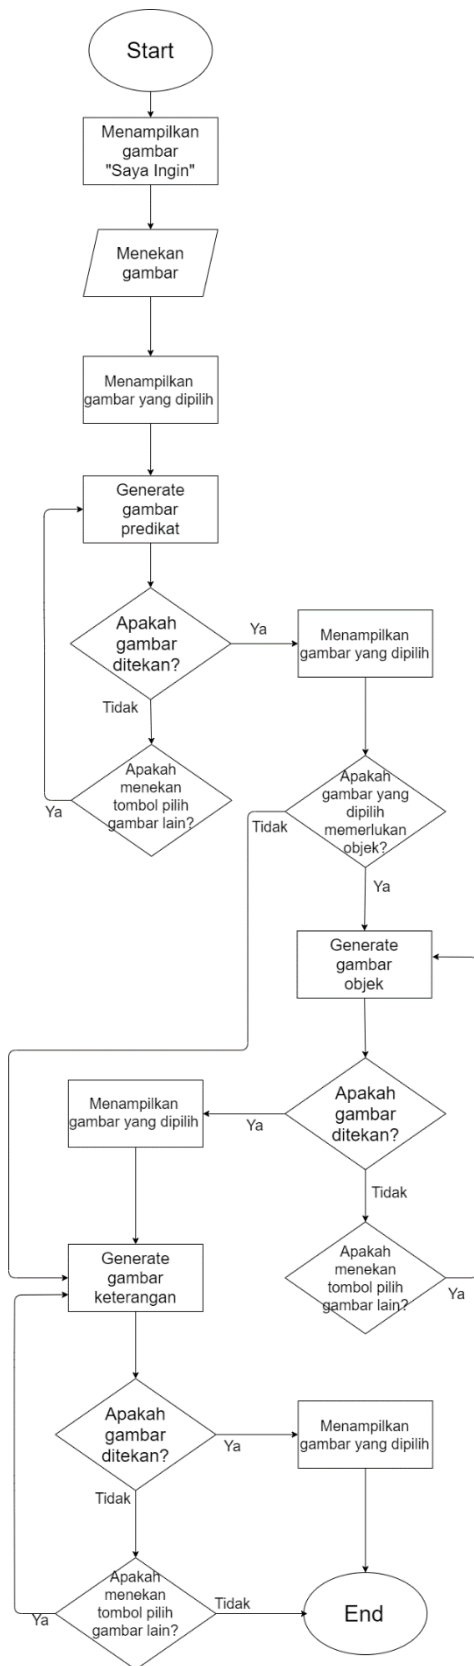 Start
Menampilkan
gambar
"Saya Ingin"
Menekan
gambar
Menampilkan
gambar yang dipilih
Generate
gambar
predikat
Apakah
gambar
ditekan?
Ya
Menampilkan
gambar yang dipilih
Tidak
Apakah
menekan
tombol pilih
gambar lain?
Ya
Apakah
gambar yang
dipilih
memerlukan
objek?
Tidak
Ya
Generate
gambar
objek
Apakah
gambar
ditekan?
Ya
Menampilkan
gambar yang dipilih
Tidak
Apakah
menekan
tombol pilih
gambar lain?
Ya
Generate
gambar
keterangan
Apakah
gambar
ditekan?
Ya
Menampilkan
gambar yang dipilih
Tidak
Apakah
menekan
tombol pilih
gambar lain?
Ya
Tidak
End